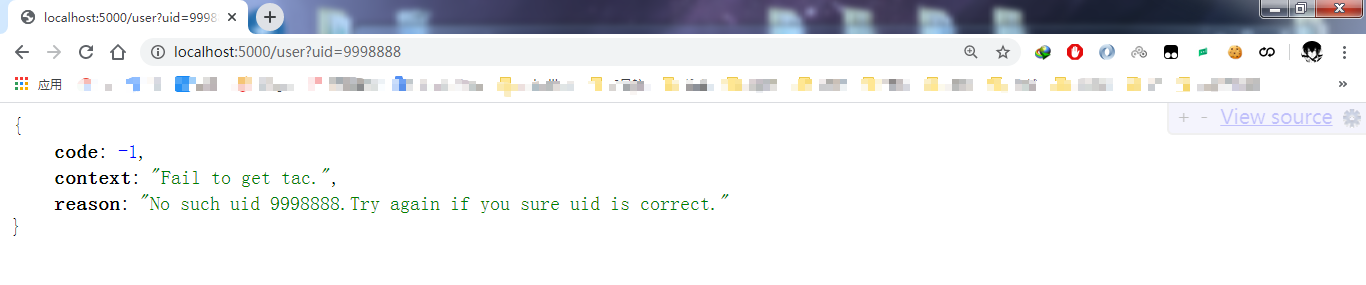 localhost:5000/user?uid=9998
localhost:5000/user?uid=9998888
应用
+ - View source
{
code: -1,
context: "Fail to get tac.",
reason: "No such uid 9998888.Try again if you sure uid is correct."
}